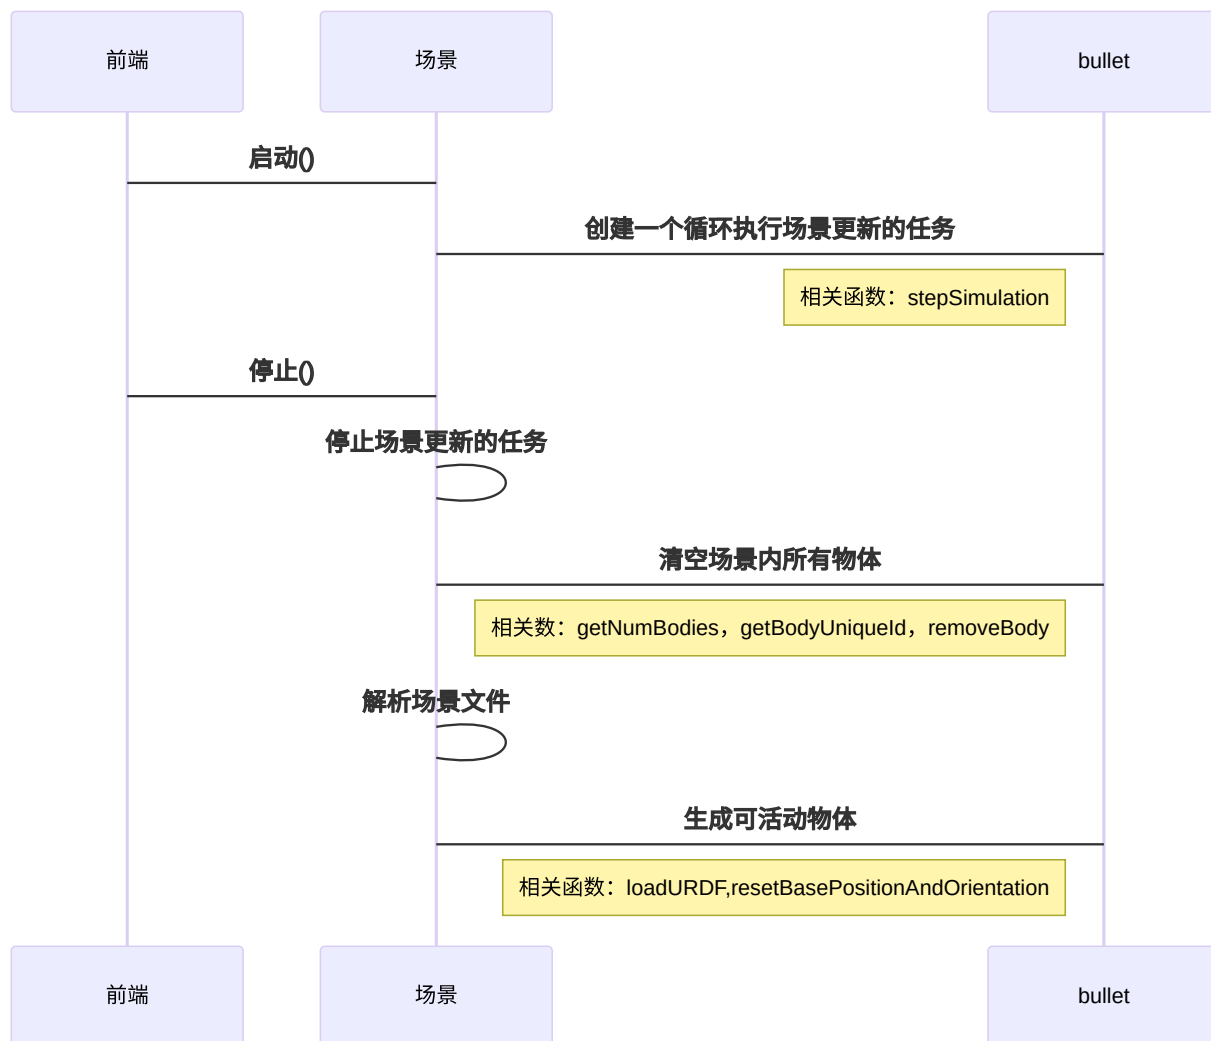 前端
场景
bullet
启动()
创建一个循环执行场景更新的任务
相关函数：stepSimulation
停止()
停止场景更新的任务
清空场景内所有物体
相关数：getNumBodies，getBodyUniqueId，removeBody
解析场景文件
生成可活动物体
相关函数：loadURDF,resetBasePositionAndOrientation
前端
场景
bullet